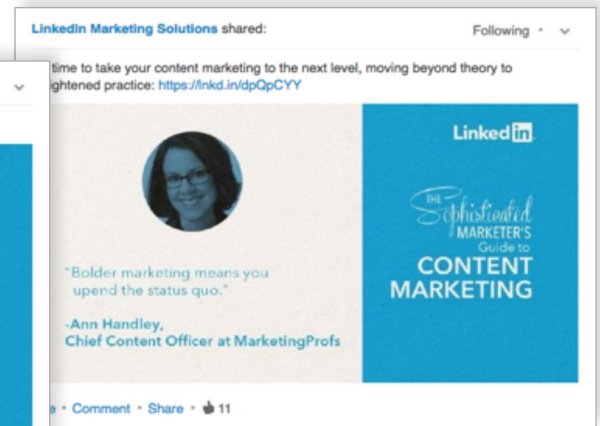 LinkedIn Marketing Solutions shared:
Following
time to take your content marketing to the next level, moving beyond theory to
ightened practice: https://lnkd.in/dpQpCYY
LinkedIn
THE
Sophisticated
MARKETER'S
Guide to
CONTENT
MARKETING
"Bolder marketing means you
upend the status quo."
-Ann Handley,
Chief Content Officer at MarketingProfs
e · Comment · Share · 11